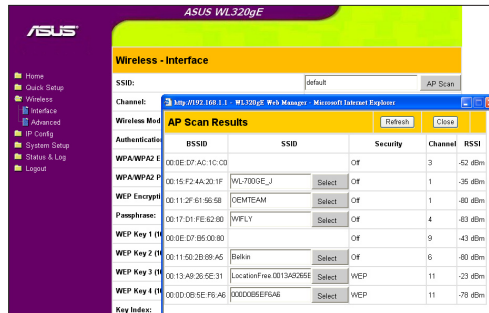 ASUS WL320gE
ASUS
Wireless - Interface
Home
Quick Setup
Wireless
Interface
Advanced
IP Config
System Setup
Status & Log
Logout
SSID: default AP Scan
Channel:
Wireless Mod
Authenticatio
WPA/WPA2 E
WPA/WPA2 P
WEP Encrypti
Passphrase:
WEP Key 1 (1
WEP Key 2 (1
WEP Key 3 (1
WEP Key 4 (1
Key Index:
http://192.168.1.1 - WL320gE Web Manager - Microsoft Internet Explorer
AP Scan Results Refresh Close
BSSID SSID Security Channel RSSI
00:0E:D7:AC:1C:C0 Off 3 -52 dBm
00:15:F2:4A:20:1F WL-700GE_J Select Off 1 -35 dBm
00:11:2F:61:56:58 OEMTEAM Select Off 1 -80 dBm
00:17:D1:FE:62:80 WIFLY Select Off 4 -83 dBm
00:0E:D7:B5:00:80 Off 9 -43 dBm
00:11:50:2B:89:A5 Belkin Select Off 6 -80 dBm
00:13:A9:26:5E:31 LocationFree.0013A9265E Select WEP 11 -23 dBm
00:0D:0B:5E:F6:A6 000D0B5EF6A6 Select WEP 11 -78 dBm